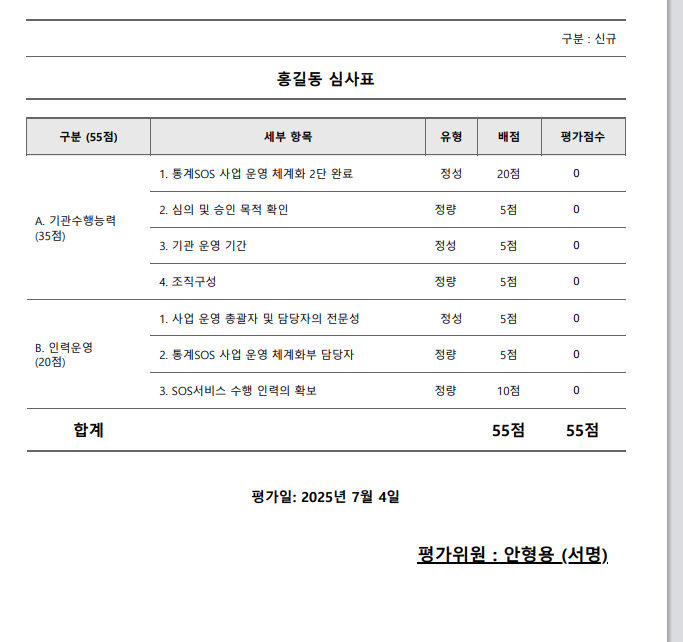 구분 : 신규
홍길동 심사표
구분 (55점) 세부 항목 유형 배점 평가점수
A. 기관수행능력
(35점)
1. 통계SOS 사업 운영 체계화 2단 완료 정성 20점 0
2. 심의 및 승인 목적 확인 정량 5점 0
3. 기관 운영 기간 정성 5점 0
4. 조직구성 정량 5점 0
B. 인력운영
(20점)
1. 사업 운영 총괄자 및 담당자의 전문성 정성 5점 0
2. 통계SOS 사업 운영 체계화부 담당자 정량 5점 0
3. SOS서비스 수행 인력의 확보 정량 10점 0
합계 55점 55점
평가일: 2025년 7월 4일
평가위원 : 안형용 (서명)